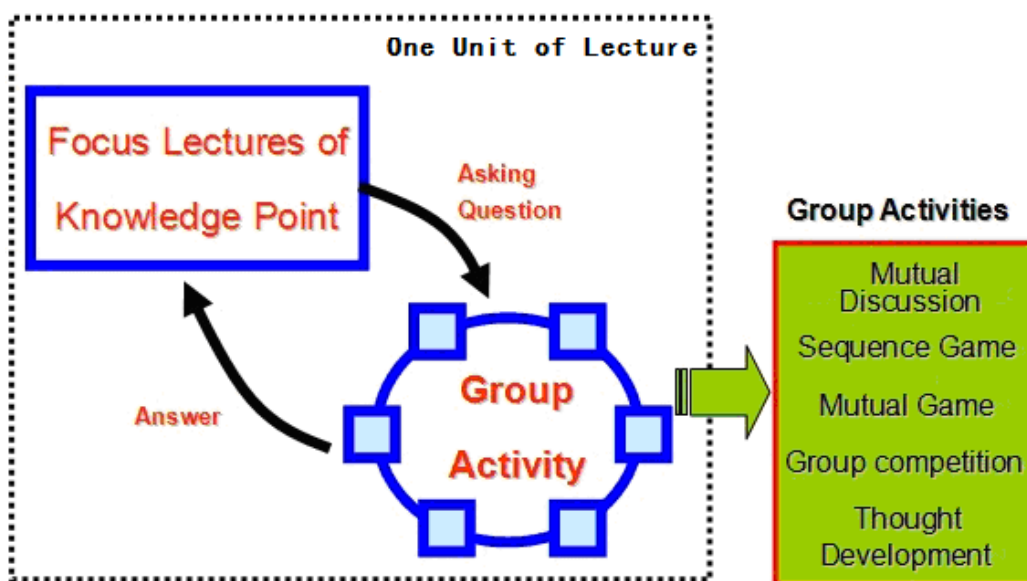 One Unit of Lecture
Focus Lectures of
Knowledge Point
Asking
Question
Answer
Group
Activity
Group Activities
Mutual
Discussion
Sequence Game
Mutual Game
Group competition
Thought
Development